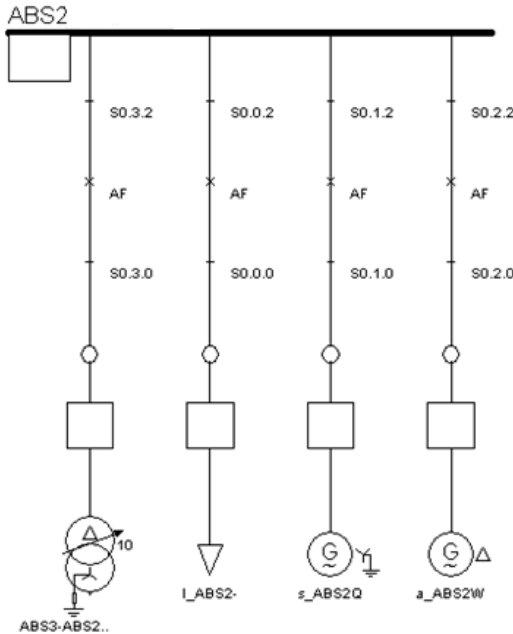 ABS2
S0.3.2 S0.0.2 S0.1.2 S0.2.2
AF AF AF AF
S0.3.0 S0.0.0 S0.1.0 S0.2.0
10 G G
ABS3-ABS2.. l_ABS2- s_ABS2Q a_ABS2W